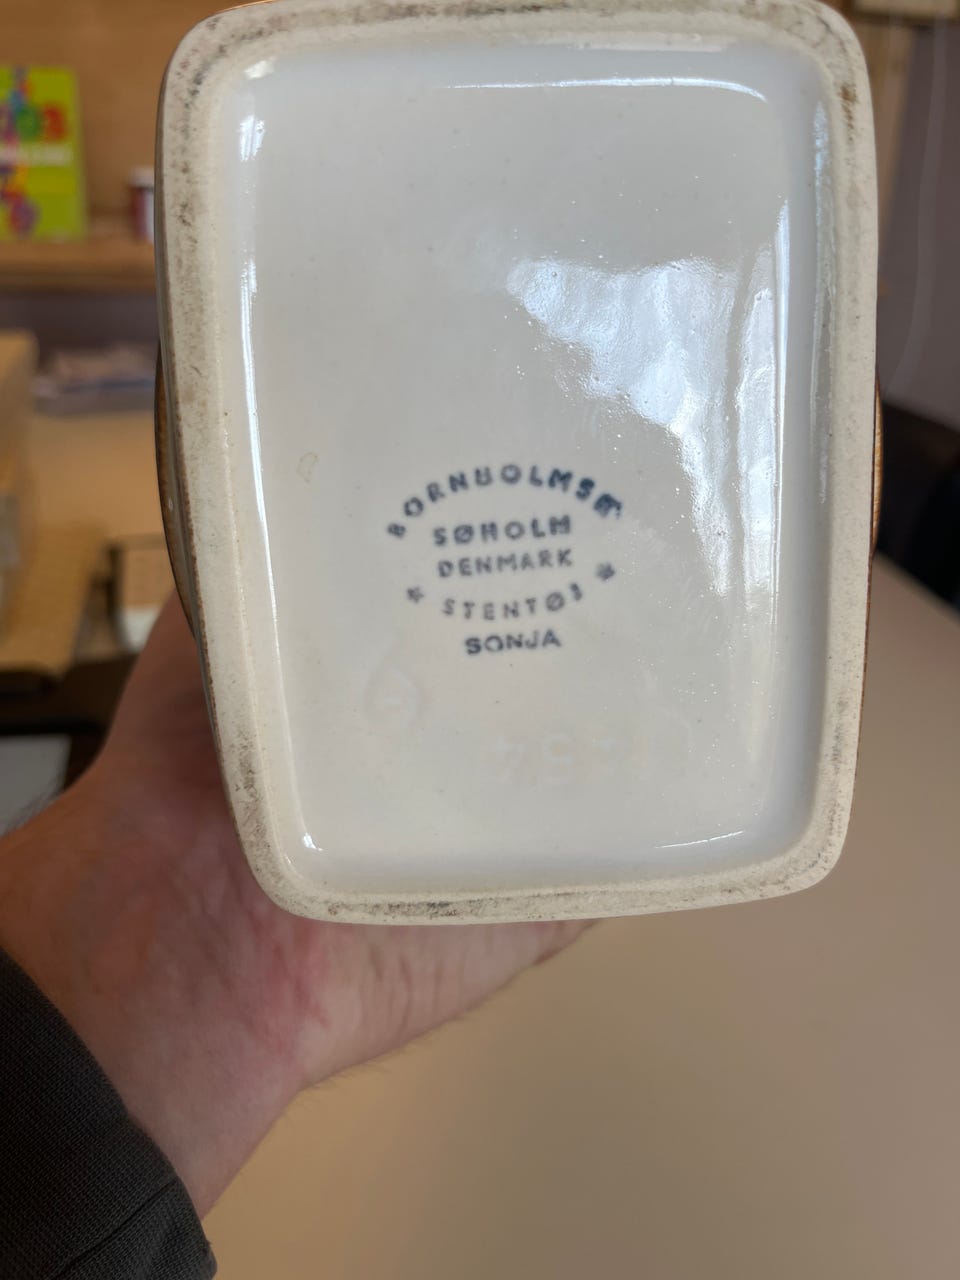 BORNHOLMSK
SØHOLM
DENMARK
* STENTØJ *
SONJA